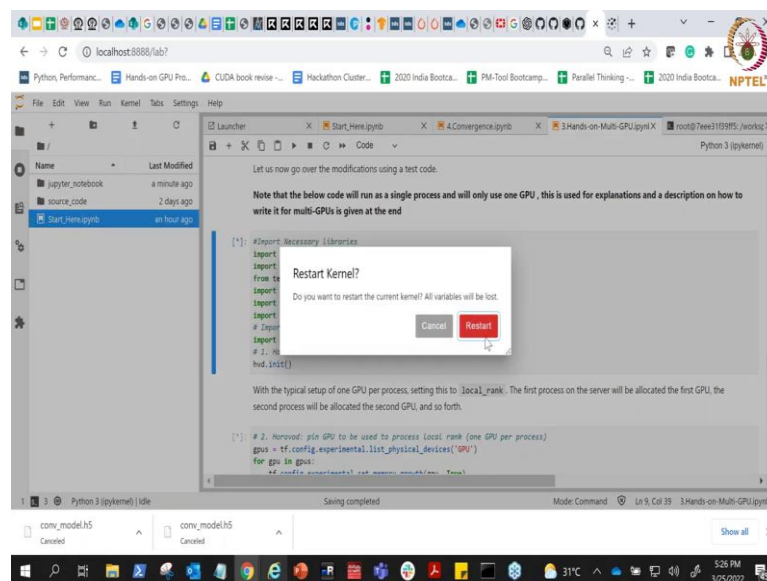 localhost:8888/lab?
Python, Performanc... Hands-on GPU Pro... CUDA book revise -... Hackathon Cluster... 2020 India Bootca... PM-Tool Bootcamp... Parallel Thinking -... 2020 India Bootca...
NPTEL
File Edit View Run Kernel Tabs Settings Help
Launcher X Start_Here.ipynb X 4.Convergence.ipynb X 3.Hands-on-Multi-GPU.ipynl X
Code Python 3 (ipykernel)
/
Name Last Modified
jupyter_notebook a minute ago
source_code 2 days ago
Start_Here.ipynb an hour ago
Let us now go over the modifications using a test code.
Note that the below code will run as a single process and will only use one GPU , this is used for explanations and a description on how to
write it for multi-GPUs is given at the end
[*]: #Import Necessary libraries
import
import
from te
import
import
import
# Impor
import
# 1. Ho
hvd.init()
Restart Kernel?
Do you want to restart the current kernel? All variables will be lost.
Cancel Restart
With the typical setup of one GPU per process, setting this to local_rank . The first process on the server will be allocated the first GPU, the
second process will be allocated the second GPU, and so forth.
[*]: # 2. Horovod: pin GPU to be used to process local rank (one GPU per process)
gpus = tf.config.experimental.list_physical_devices('GPU')
for gpu in gpus:
tf.config.experimental.set_memory_growth(gpu, True)
1 3 Python 3 (ipykernel) | Idle Saving completed Mode: Command Ln 9, Col 39 3.Hands-on-Multi-GPU.ipyn
conv_model.h5 conv_model.h5
Canceled Canceled
Show all
31°C 5:26 PM
3/25/2022